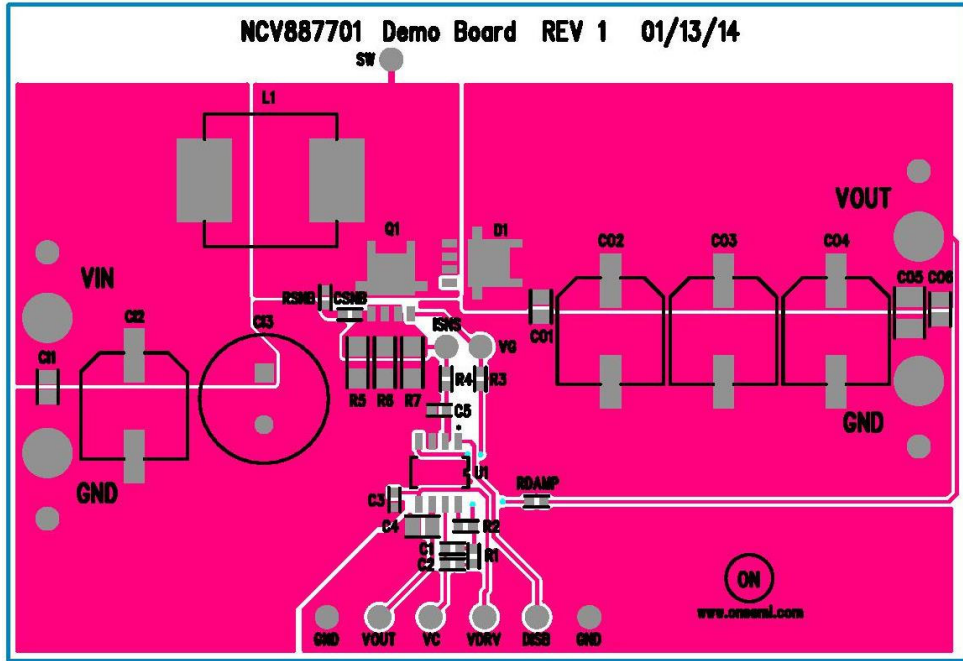 NCV887701 Demo Board REV 1 01/13/14
SW
L1
VOUT
Q1
D1
CO2
CO3
CO4
VIN
CO5
CO6
RSNB
CSNB
CI2
CI3
ISNS
CO1
VG
CI1
R4
R3
R5
R6
R7
C5
GND
U1
GND
RDAMP
C3
C4
R2
C1
R1
C2
ON
www.onsemi.com
GND
VOUT
VC
VDRV
DISB
GND